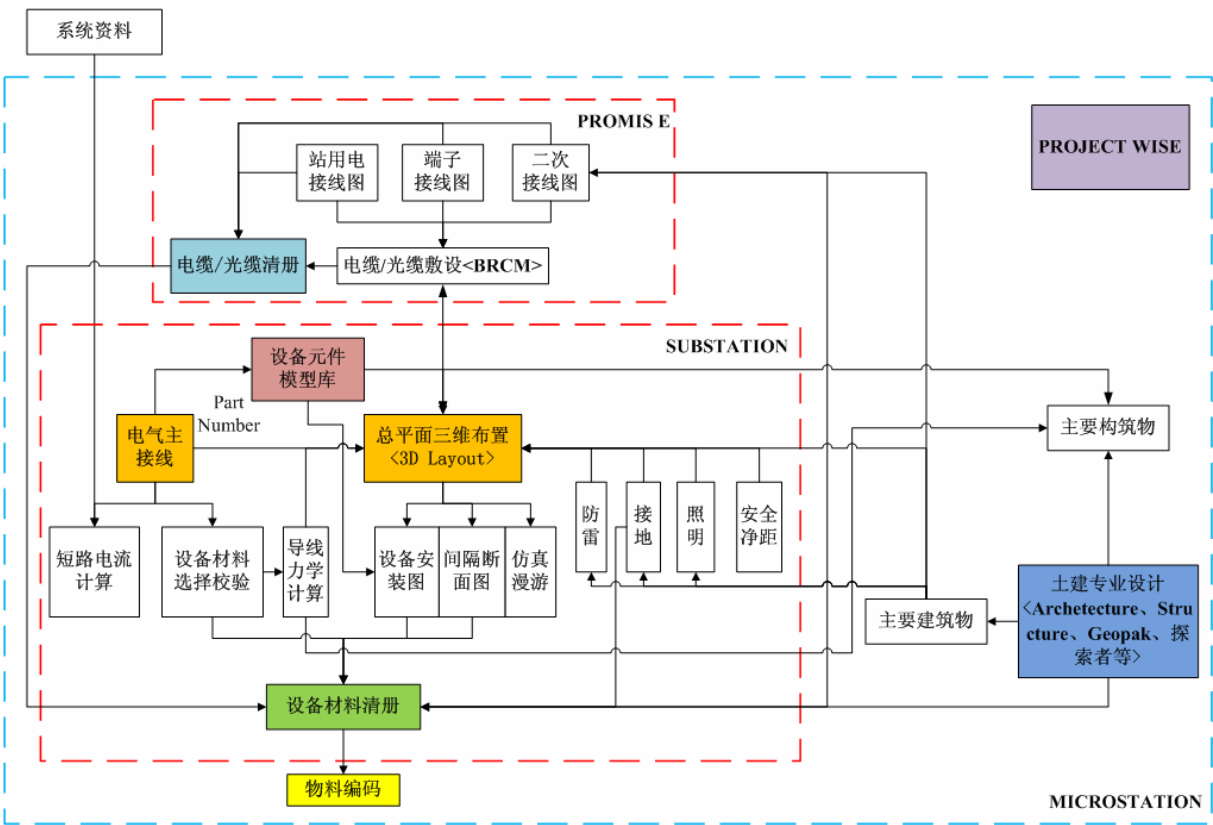 系统资料
PROMIS E
PROJECT WISE
站用电
接线图
端子
接线图
二次
接线图
电缆/光缆清册
电缆/光缆敷设<BRCM>
SUBSTATION
设备元件
模型库
Part
Number
电气主
接线
总平面三维布置
<3D Layout>
主要构筑物
短路电流
计算
设备材料
选择校验
导线
力学
计算
设备安
装图
间隔断
面图
仿真
漫游
防
雷
接
地
照
明
安全
净距
主要建筑物
土建专业设计
<Archetecture、Stru
cture、Geopak、探
索者等>
设备材料清册
物料编码
MICROSTATION